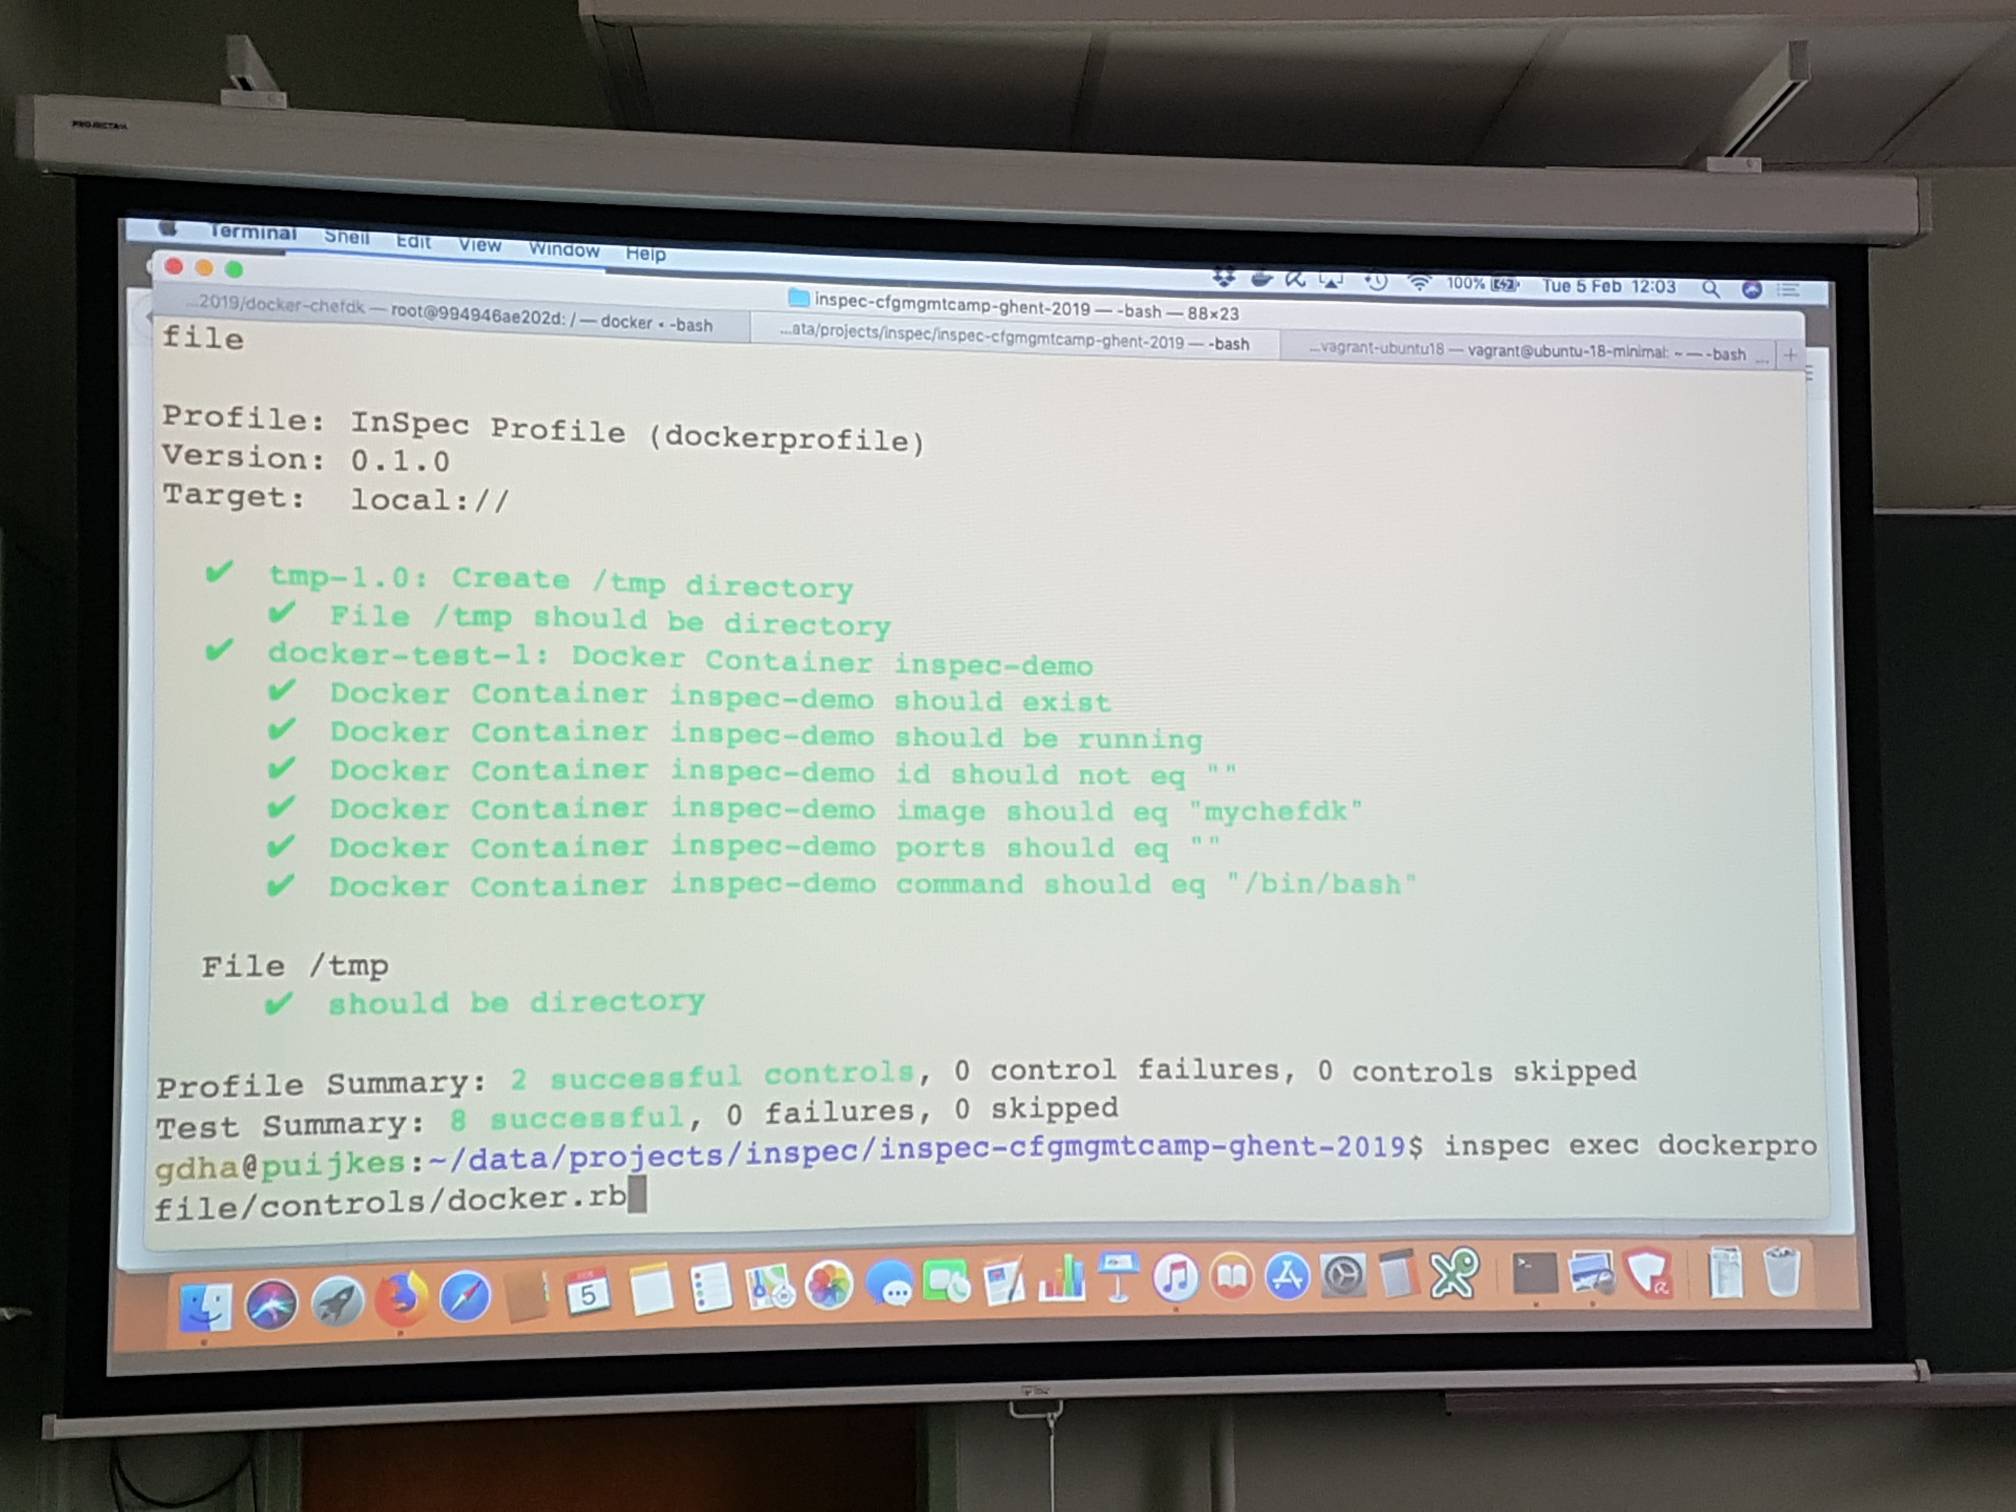 PROJECTA
Terminal Shell Edit View Window Help
100% Tue 5 Feb 12:03
inspec-cfgmgmtcamp-ghent-2019 — -bash — 88×23
...2019/docker-chefdk — root@994946ae202d: / — docker • -bash
...ata/projects/inspec/inspec-cfgmgmtcamp-ghent-2019 — -bash
...vagrant-ubuntu18 — vagrant@ubuntu-18-minimal: ~ — -bash ... +
file
Profile: InSpec Profile (dockerprofile)
Version: 0.1.0
Target:  local://
✔ tmp-1.0: Create /tmp directory
✔ File /tmp should be directory
✔ docker-test-1: Docker Container inspec-demo
✔ Docker Container inspec-demo should exist
✔ Docker Container inspec-demo should be running
✔ Docker Container inspec-demo id should not eq ""
✔ Docker Container inspec-demo image should eq "mychefdk"
✔ Docker Container inspec-demo ports should eq ""
✔ Docker Container inspec-demo command should eq "/bin/bash"
File /tmp
✔ should be directory
Profile Summary: 2 successful controls, 0 control failures, 0 controls skipped
Test Summary: 8 successful, 0 failures, 0 skipped
gdha@puijkes:~/data/projects/inspec/inspec-cfgmgmtcamp-ghent-2019$ inspec exec dockerpro
file/controls/docker.rb
5